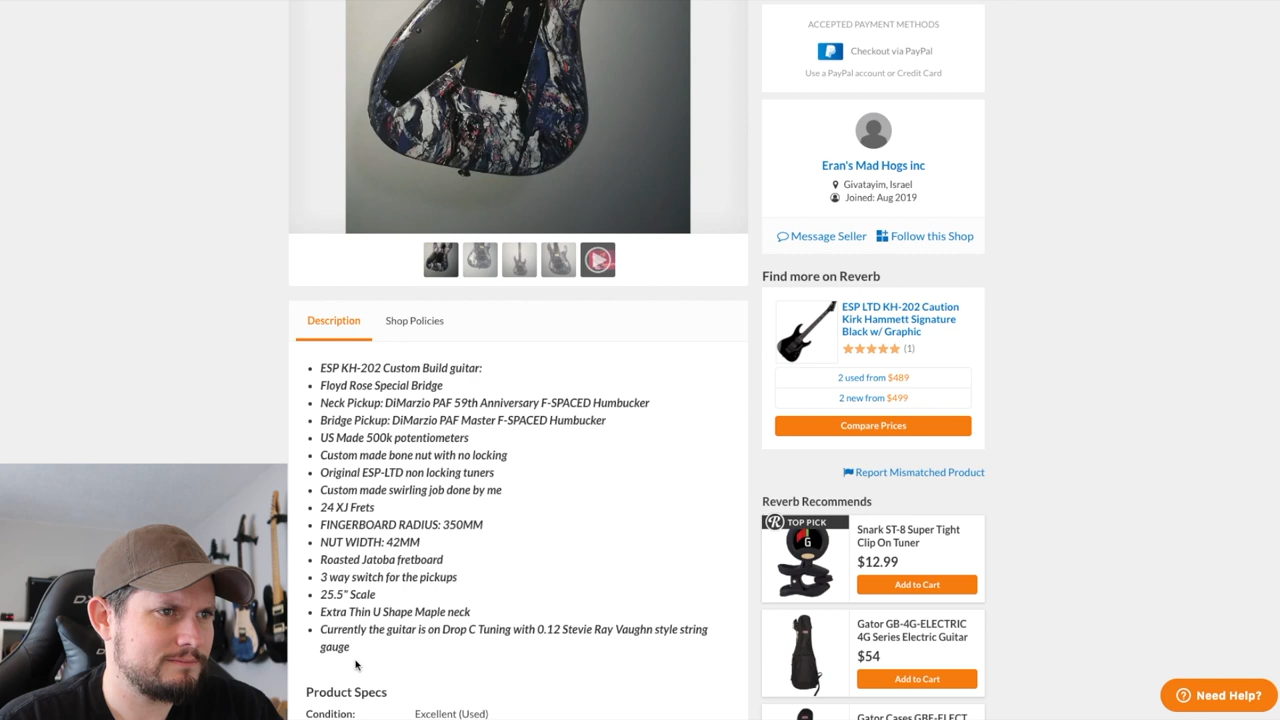 ACCEPTED PAYMENT METHODS
Checkout via PayPal
Use a PayPal account or Credit Card
Eran's Mad Hogs inc
Givatayim, Israel
Joined: Aug 2019
Message Seller
Follow this Shop
Find more on Reverb
ESP LTD KH-202 Caution
Kirk Hammett Signature
Black w/ Graphic
(1)
2 used from $489
2 new from $499
Compare Prices
Report Mismatched Product
Reverb Recommends
R TOP PICK
Snark ST-8 Super Tight
Clip On Tuner
$12.99
Add to Cart
Gator GB-4G-ELECTRIC
4G Series Electric Guitar
$54
Add to Cart
Gator Cases GBE-ELECT
Description
Shop Policies
• ESP KH-202 Custom Build guitar:
• Floyd Rose Special Bridge
• Neck Pickup: DiMarzio PAF 59th Anniversary F-SPACED Humbucker
• Bridge Pickup: DiMarzio PAF Master F-SPACED Humbucker
• US Made 500k potentiometers
• Custom made bone nut with no locking
• Original ESP-LTD non locking tuners
• Custom made swirling job done by me
• 24 XJ Frets
• FINGERBOARD RADIUS: 350MM
• NUT WIDTH: 42MM
• Roasted Jatoba fretboard
• 3 way switch for the pickups
• 25.5" Scale
• Extra Thin U Shape Maple neck
• Currently the guitar is on Drop C Tuning with 0.12 Stevie Ray Vaughn style string
gauge
Product Specs
Condition: Excellent (Used)
Need Help?